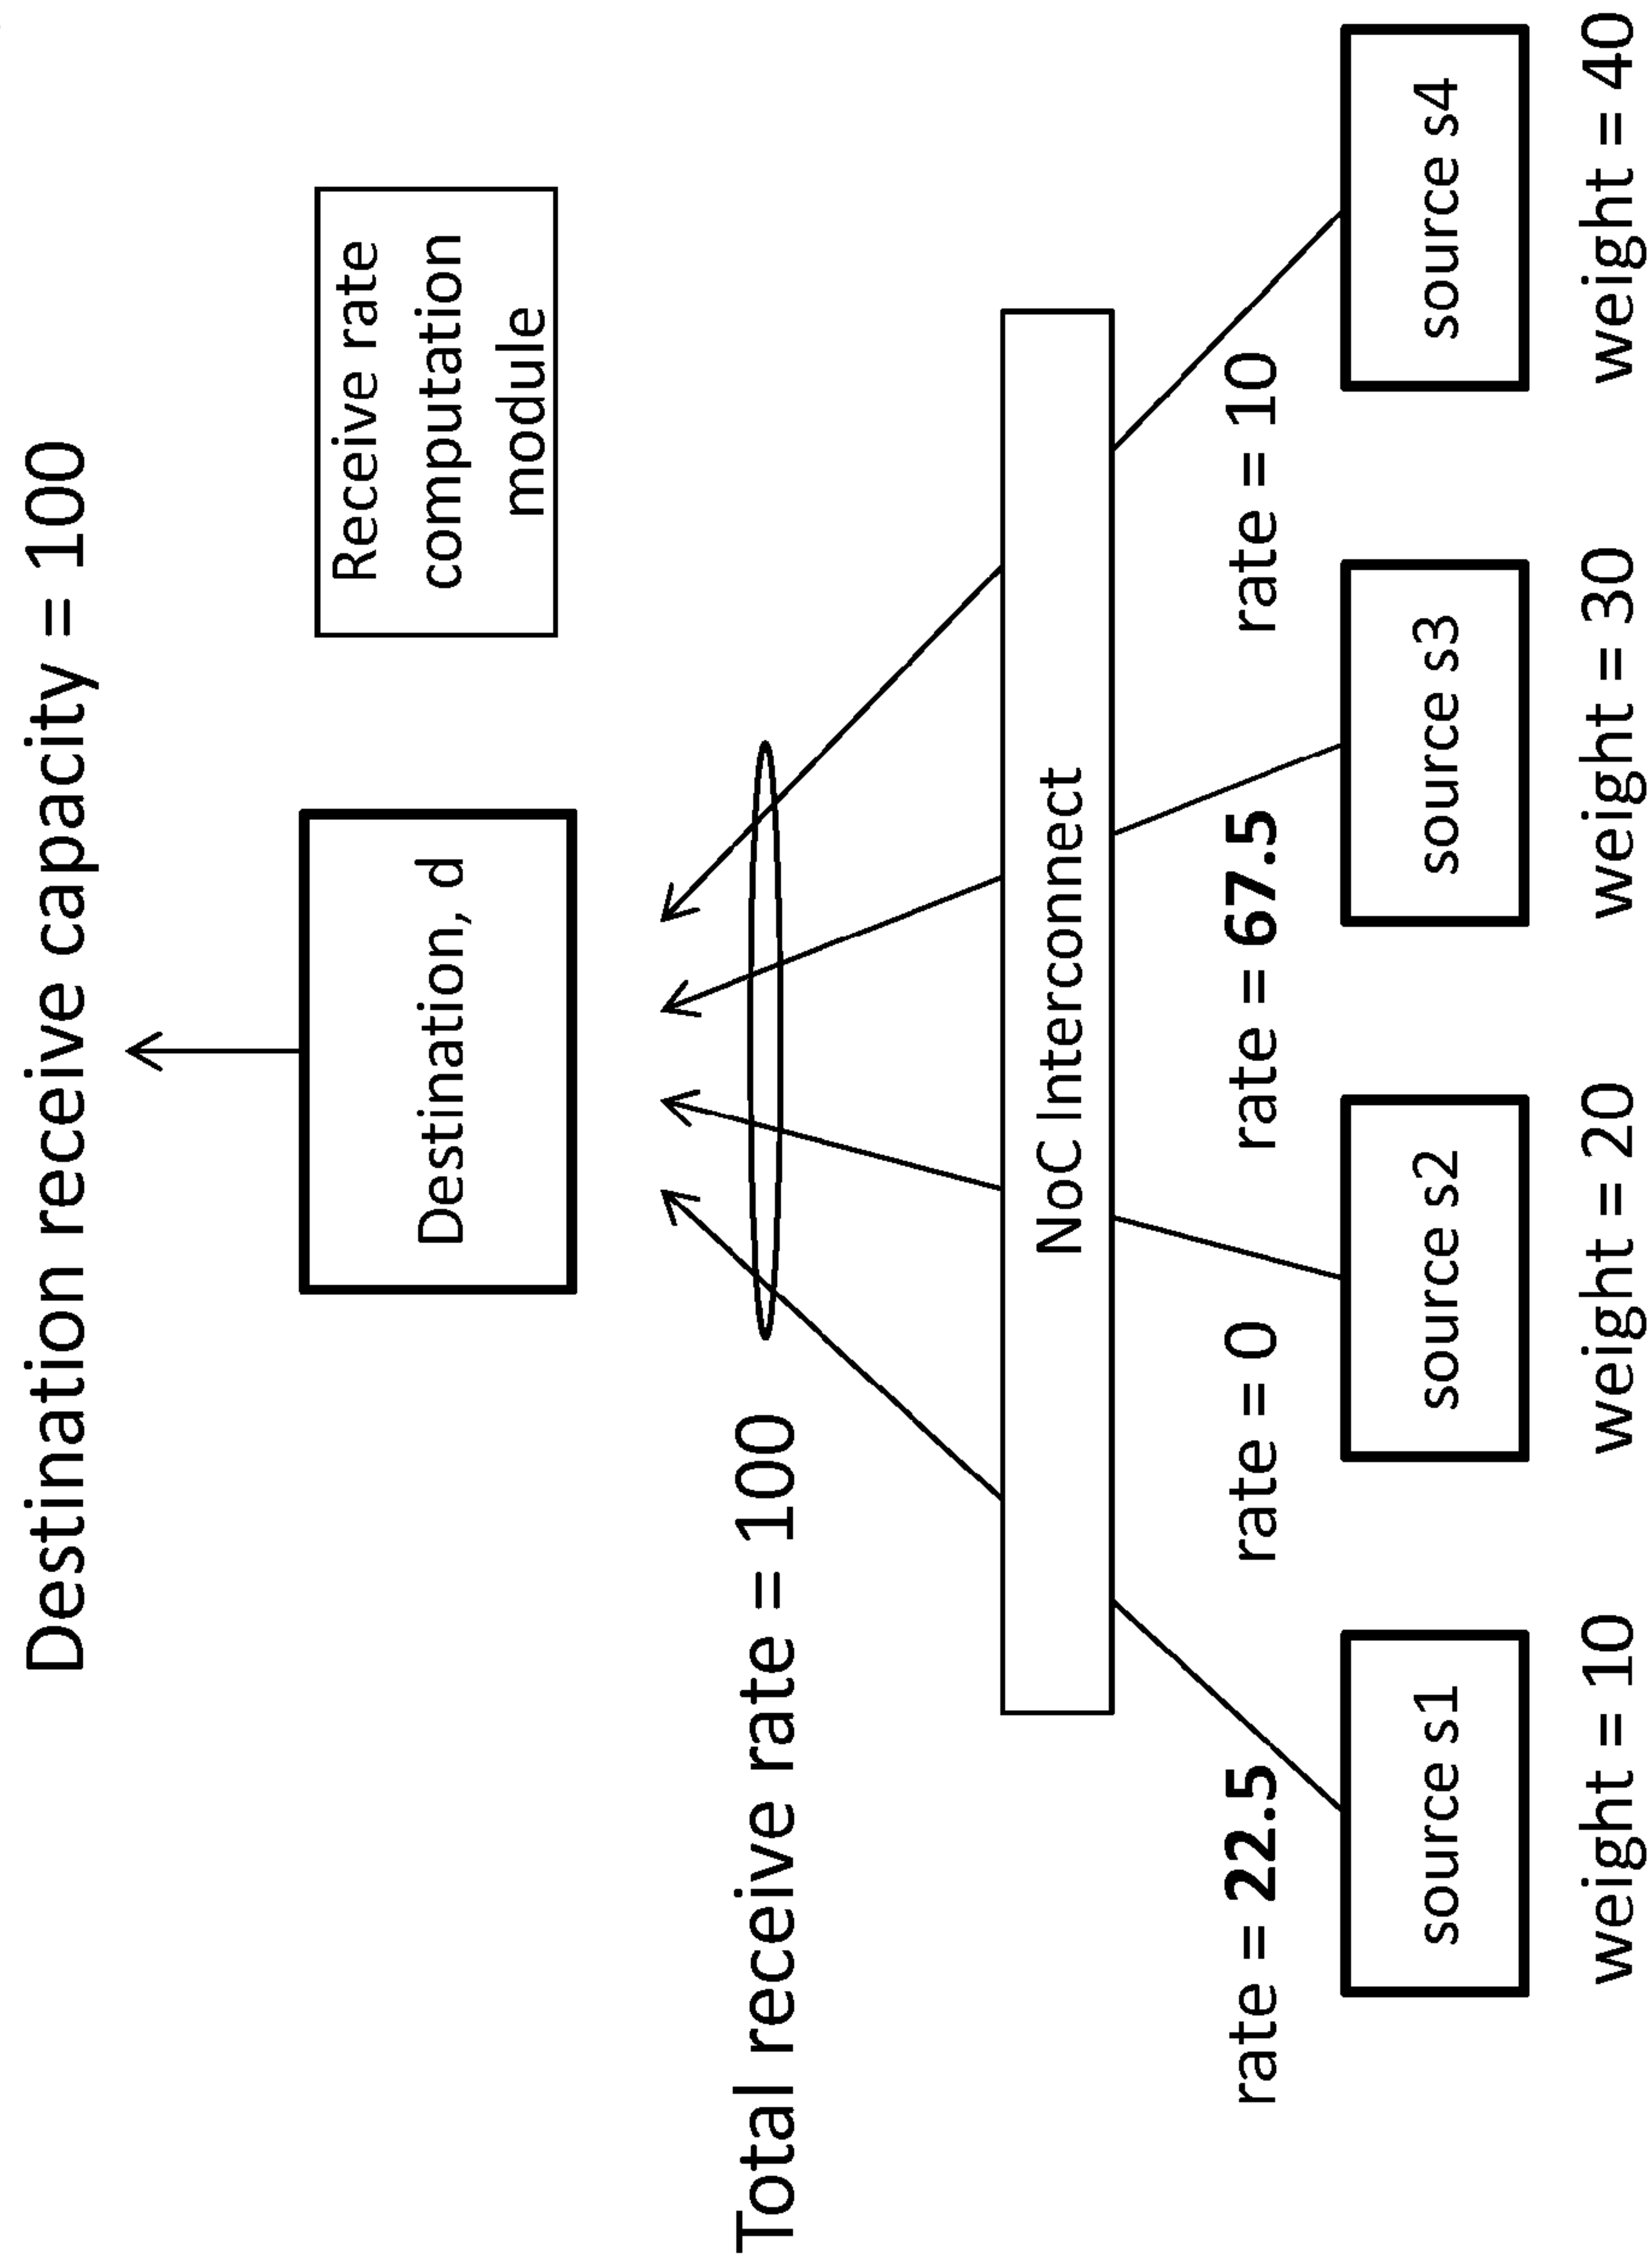 Destination receive capacity = 100
Destination, d
Receive rate
computation
module
Total receive rate = 100
NoC Interconnect
rate = 22.5
rate = 0
rate = 67.5
rate = 10
source s1
source s2
source s3
source s4
weight = 10
weight = 20
weight = 30
weight = 40